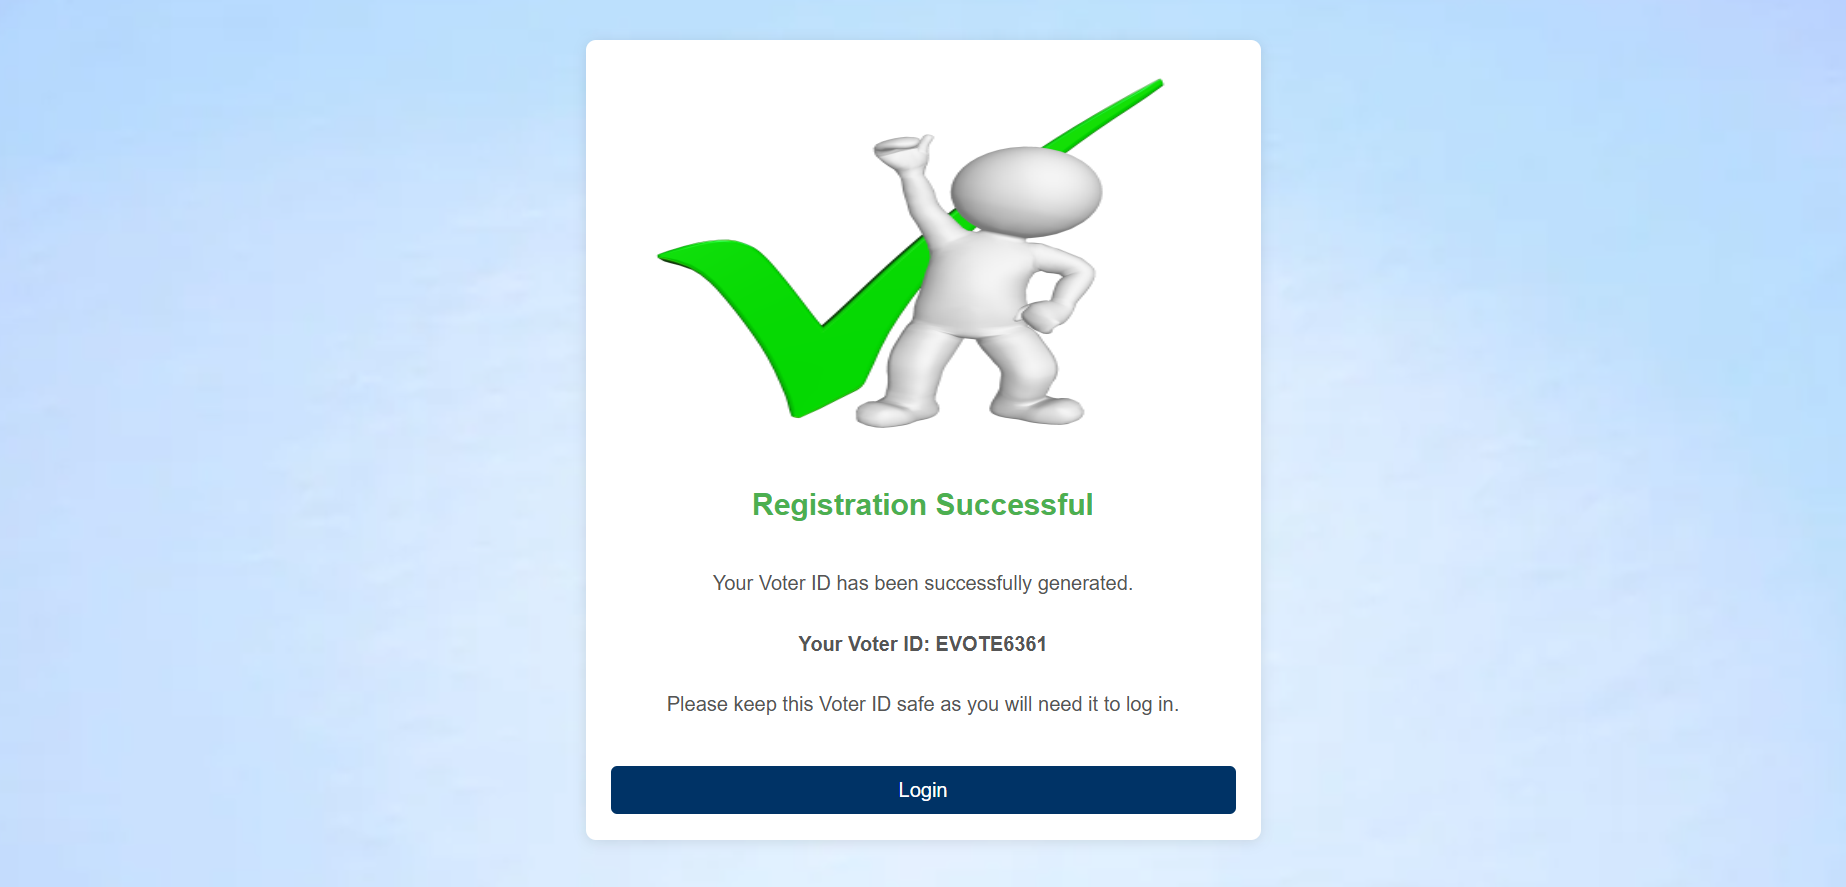 Registration Successful
Your Voter ID has been successfully generated.
Your Voter ID: EVOTE6361
Please keep this Voter ID safe as you will need it to log in.
Login